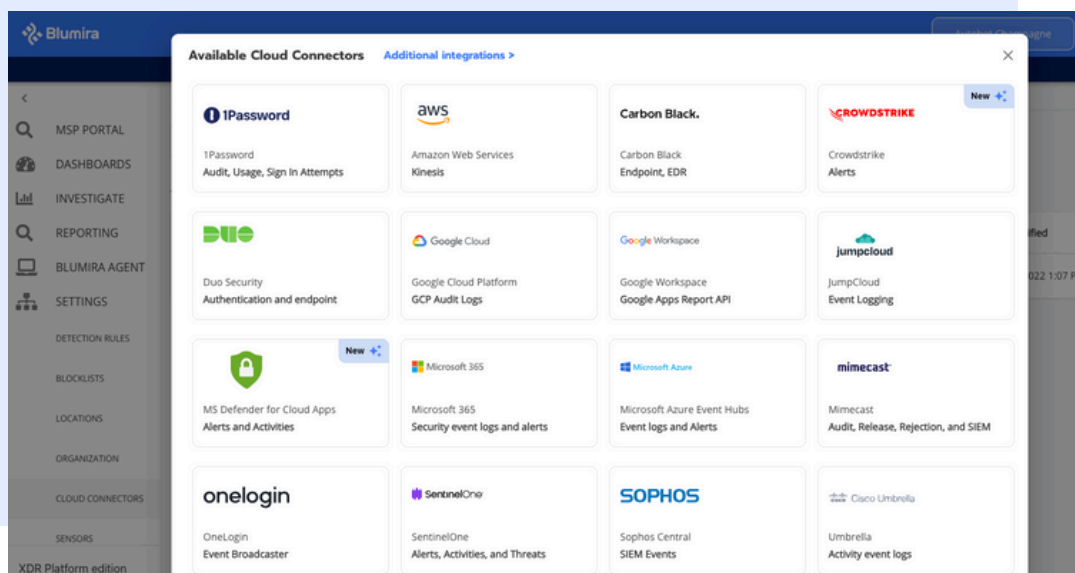 Blumira
Available Cloud Connectors
Additional integrations >
MSP PORTAL
DASHBOARDS
INVESTIGATE
REPORTING
BLUMIRA AGENT
SETTINGS
DETECTION RULES
BLOCKLISTS
LOCATIONS
ORGANIZATION
CLOUD CONNECTORS
SENSORS
XDR Platform edition
1Password
1Password
Audit, Usage, Sign In Attempts
aws
Amazon Web Services
Kinesis
Carbon Black.
Carbon Black
Endpoint, EDR
New
CROWDSTRIKE
Crowdstrike
Alerts
DUO
Duo Security
Authentication and endpoint
Google Cloud
Google Cloud Platform
GCP Audit Logs
Google Workspace
Google Workspace
Google Apps Report API
jumpcloud
JumpCloud
Event Logging
New
MS Defender for Cloud Apps
Alerts and Activities
Microsoft 365
Microsoft 365
Security event logs and alerts
Microsoft Azure
Microsoft Azure Event Hubs
Event logs and Alerts
mimecast
Mimecast
Audit, Release, Rejection, and SIEM
onelogin
OneLogin
Event Broadcaster
SentinelOne
SentinelOne
Alerts, Activities, and Threats
SOPHOS
Sophos Central
SIEM Events
Cisco Umbrella
Umbrella
Activity event logs
022 1:07 P